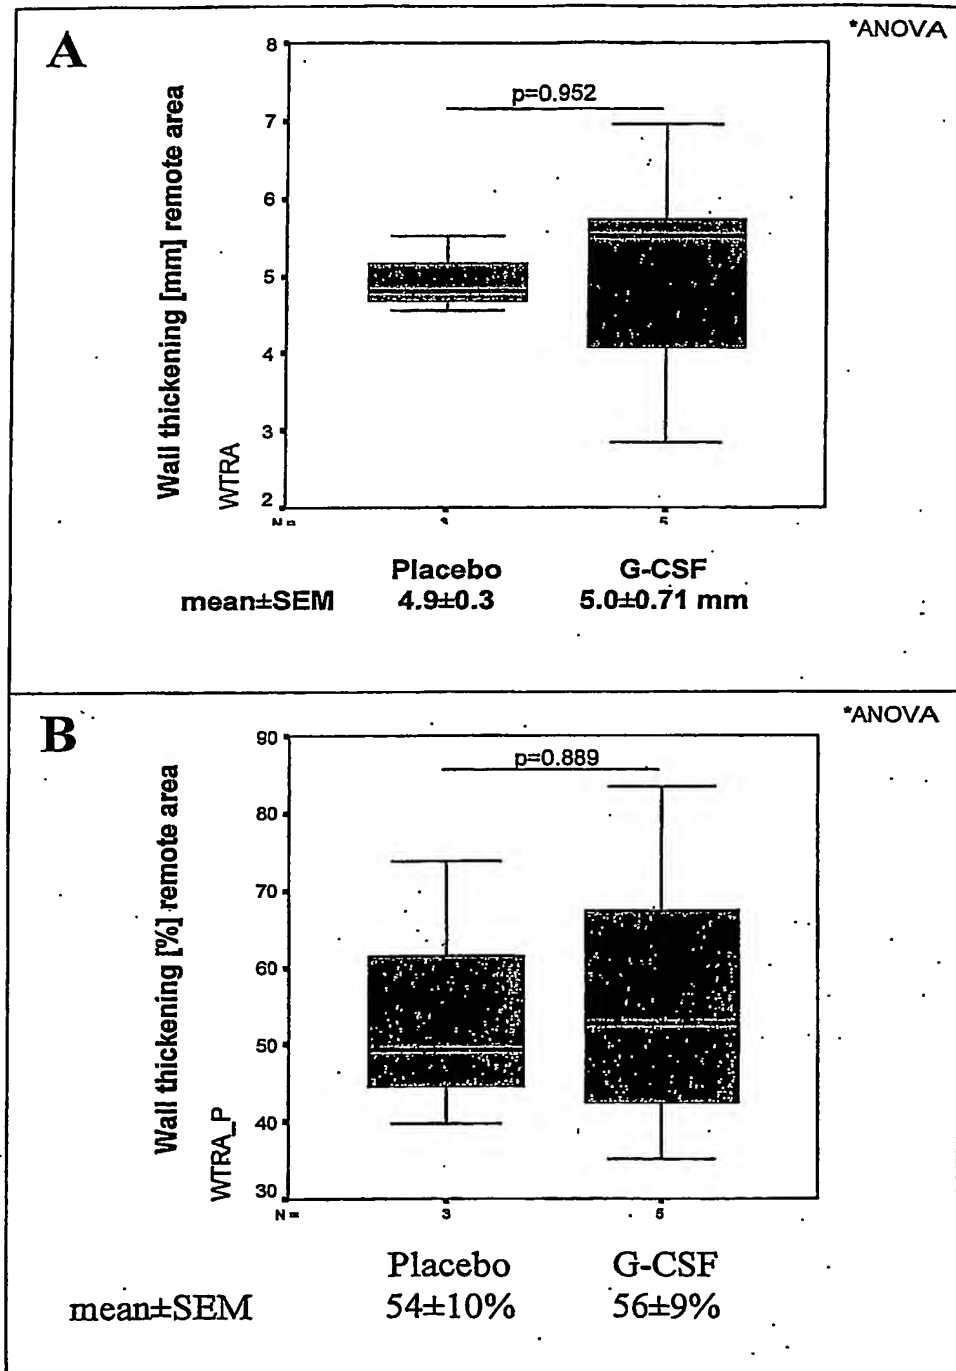 A
*ANOVA
Wall thickening [mm] remote area
WTRA
8
7
6
5
4
3
2
p=0.952
N =
3
5
Placebo G-CSF
mean±SEM 4.9±0.3 5.0±0.71 mm
B
*ANOVA
Wall thickening [%] remote area
WTRA_P
90
80
70
60
50
40
30
p=0.889
N =
3
5
Placebo G-CSF
mean±SEM 54±10% 56±9%